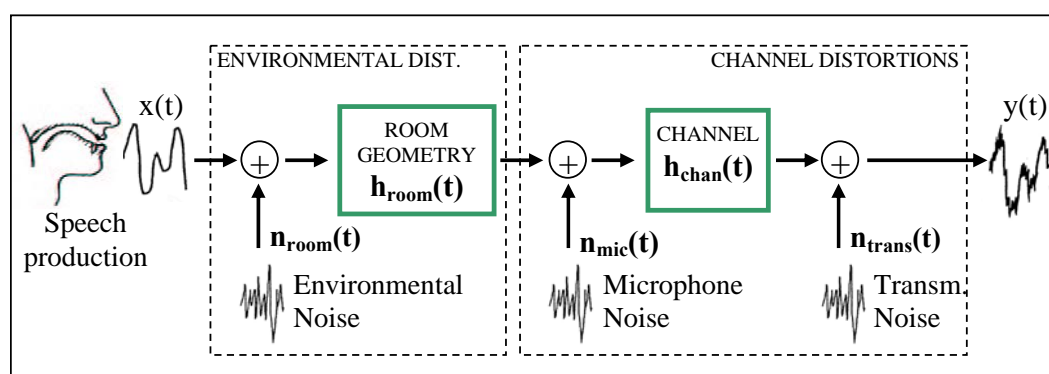 ENVIRONMENTAL DIST.
CHANNEL DISTORTIONS
x(t)
y(t)
ROOM
GEOMETRY
h_room(t)
CHANNEL
h_chan(t)
+
+
+
Speech
production
n_room(t)
n_mic(t)
n_trans(t)
Environmental
Noise
Microphone
Noise
Transm.
Noise